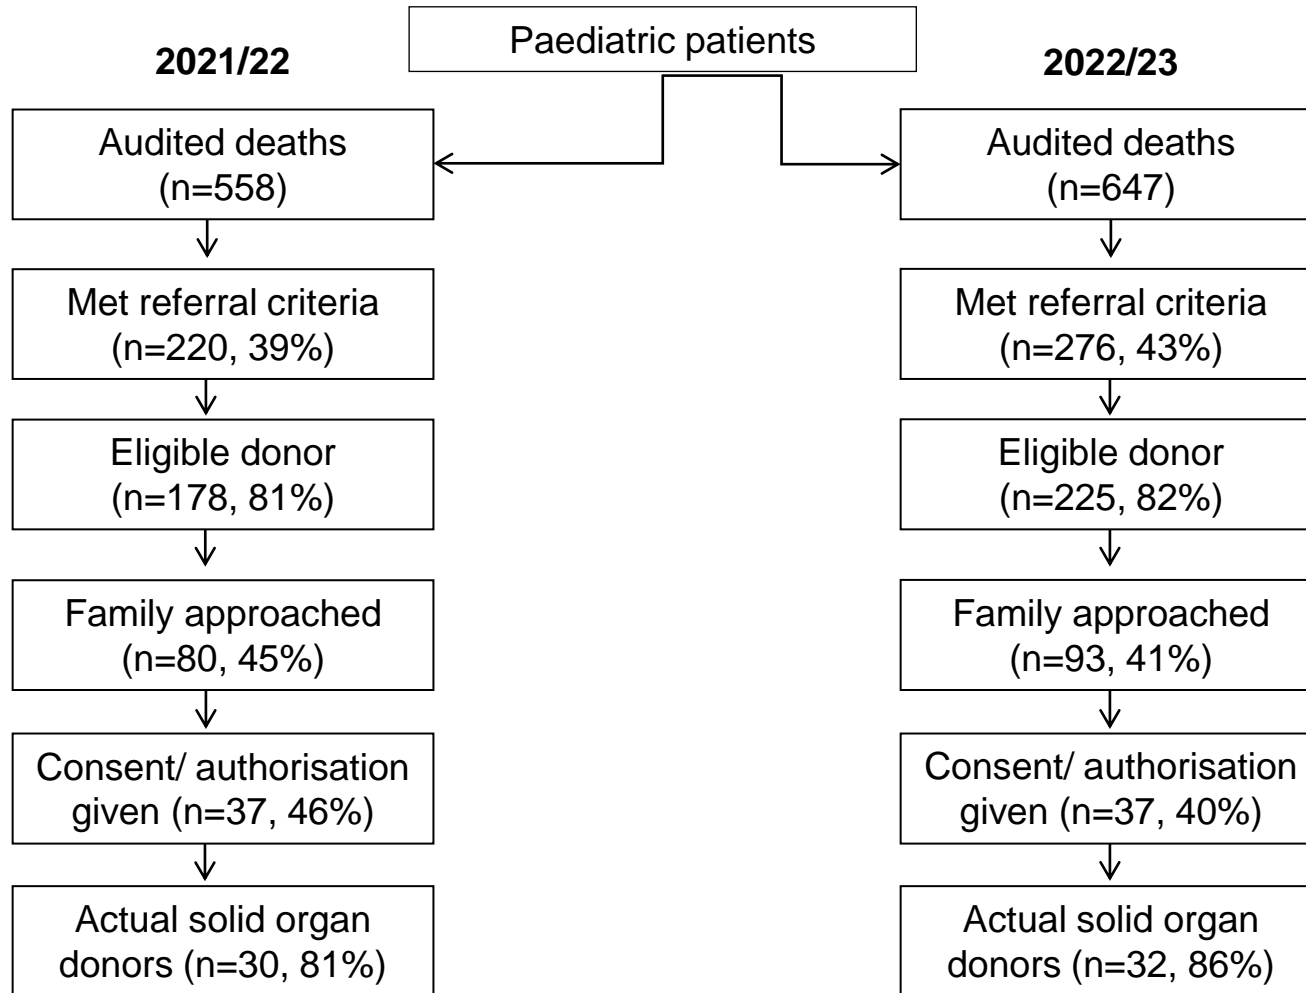 Paediatric patients
2021/22
Audited deaths
(n=558)
Met referral criteria
(n=220, 39%)
Eligible donor
(n=178, 81%)
Family approached
(n=80, 45%)
Consent/ authorisation
given (n=37, 46%)
Actual solid organ
donors (n=30, 81%)
2022/23
Audited deaths
(n=647)
Met referral criteria
(n=276, 43%)
Eligible donor
(n=225, 82%)
Family approached
(n=93, 41%)
Consent/ authorisation
given (n=37, 40%)
Actual solid organ
donors (n=32, 86%)